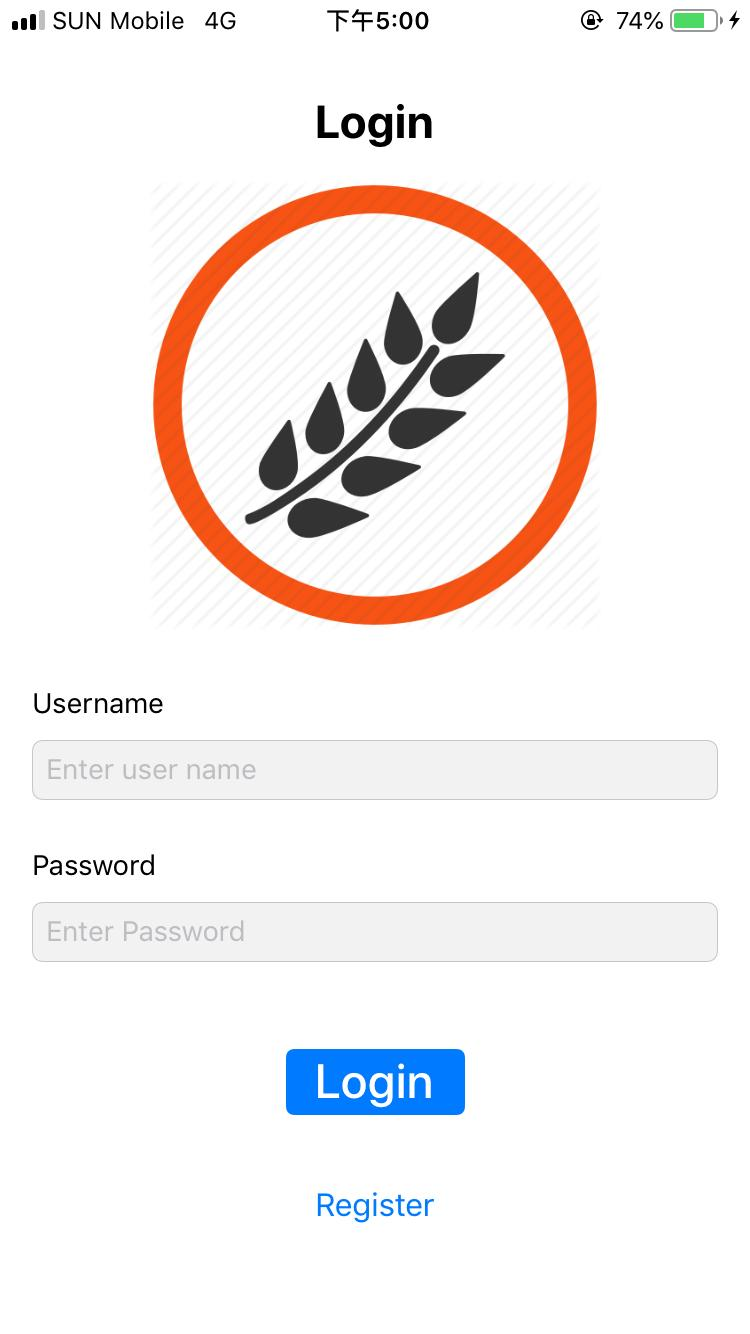 SUN Mobile 4G 下午5:00 74%
Login
Username
Enter user name
Password
Enter Password
Login
Register